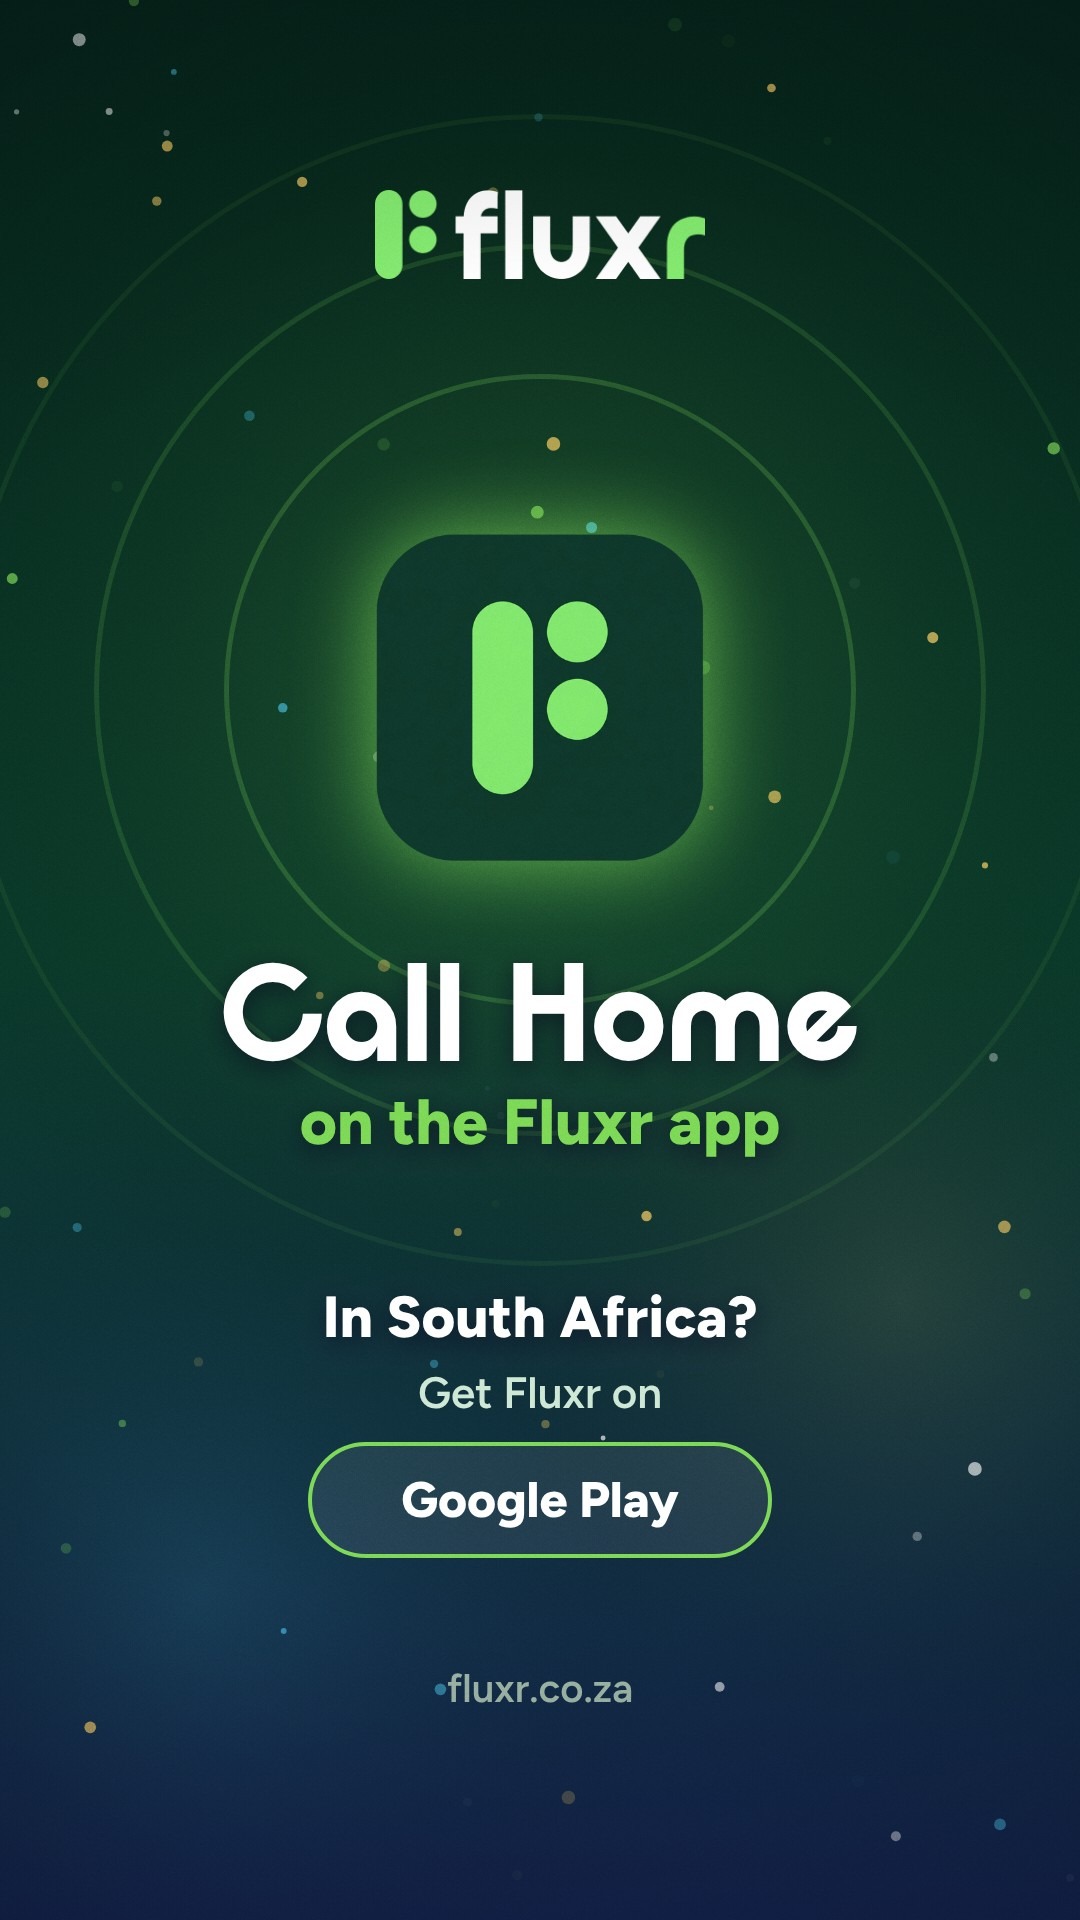 fluxr
Call Home
on the Fluxr app
In South Africa?
Get Fluxr on
Google Play
fluxr.co.za